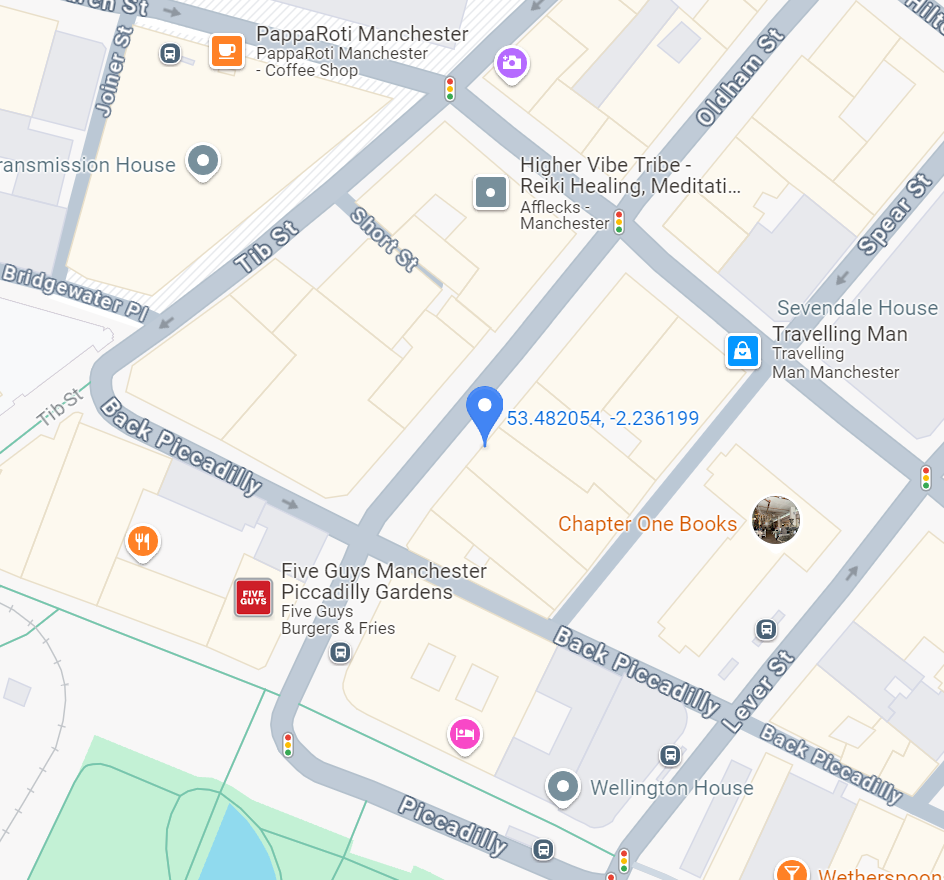 PappaRoti Manchester
PappaRoti Manchester
- Coffee Shop
Joiner St
Oldham St
ransmission House
Higher Vibe Tribe -
Reiki Healing, Meditati...
Afflecks -
Manchester
Spear St
Short St
Tib St
Bridgewater Pl
Sevendale House
Travelling Man
Travelling
Man Manchester
Tib St
53.482054, -2.236199
Back Piccadilly
Chapter One Books
Five Guys Manchester
Piccadilly Gardens
Five Guys
Burgers & Fries
FIVE
GUYS
Back Piccadilly
Lever St
Back Piccadilly
Wellington House
Piccadilly
Wetherspoon